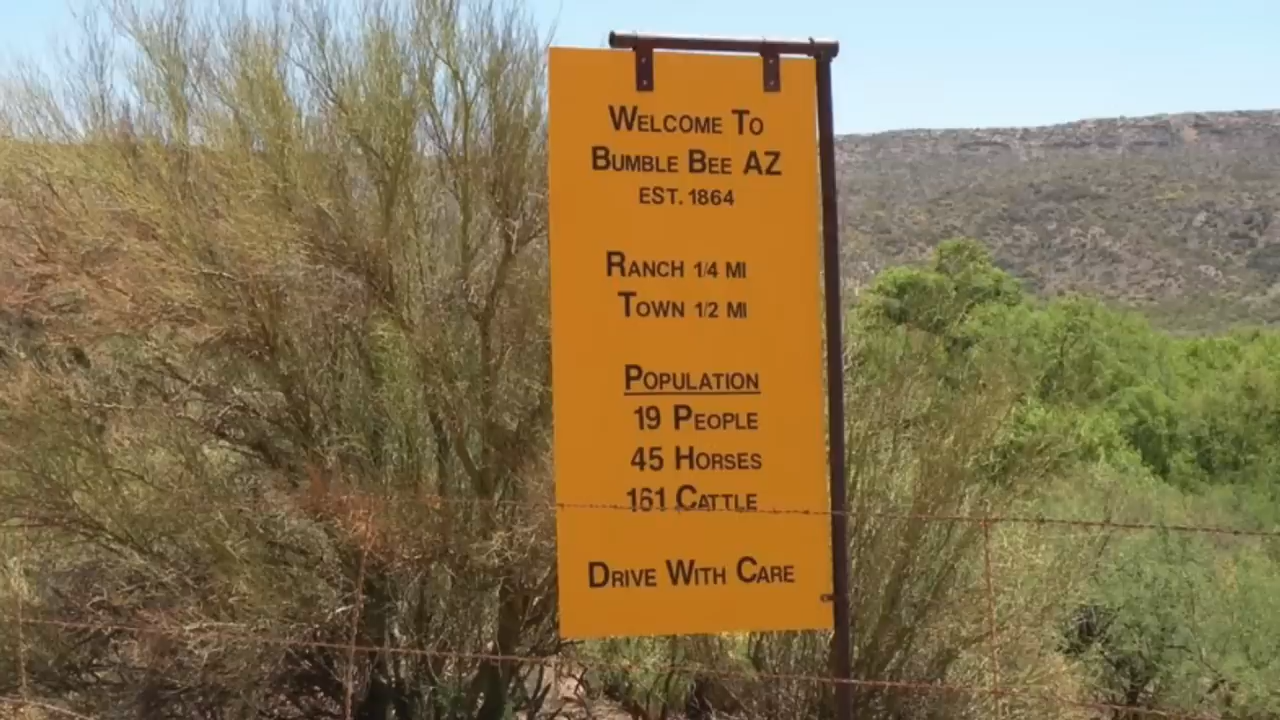 Welcome To
Bumble Bee AZ
EST. 1864
Ranch 1/4 MI
Town 1/2 MI
Population
19 People
45 Horses
161 Cattle
Drive With Care